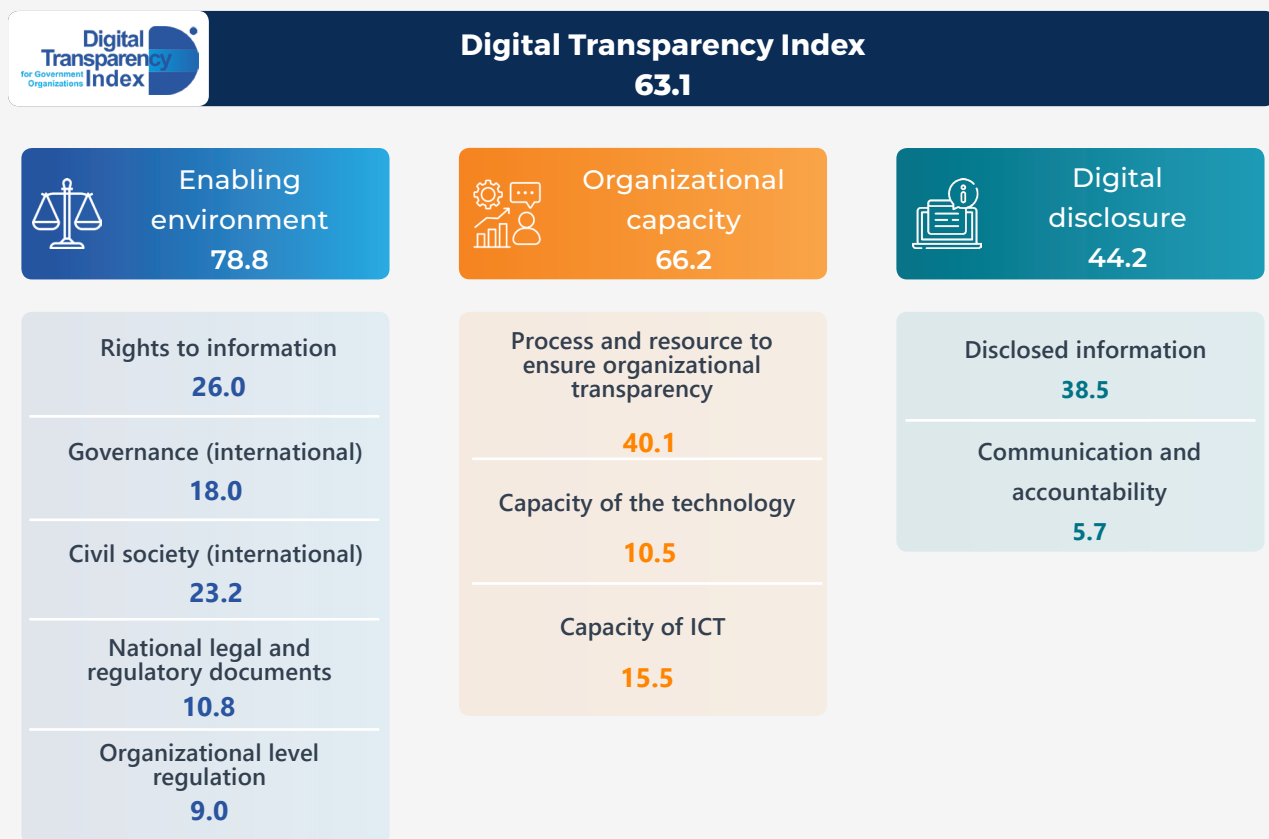 Digital
Transparency
for Government
Organizations Index
Digital Transparency Index
63.1
Enabling
environment
78.8
Rights to information
26.0
Governance (international)
18.0
Civil society (international)
23.2
National legal and
regulatory documents
10.8
Organizational level
regulation
9.0
Organizational
capacity
66.2
Process and resource to
ensure organizational
transparency
40.1
Capacity of the technology
10.5
Capacity of ICT
15.5
Digital
disclosure
44.2
Disclosed information
38.5
Communication and
accountability
5.7